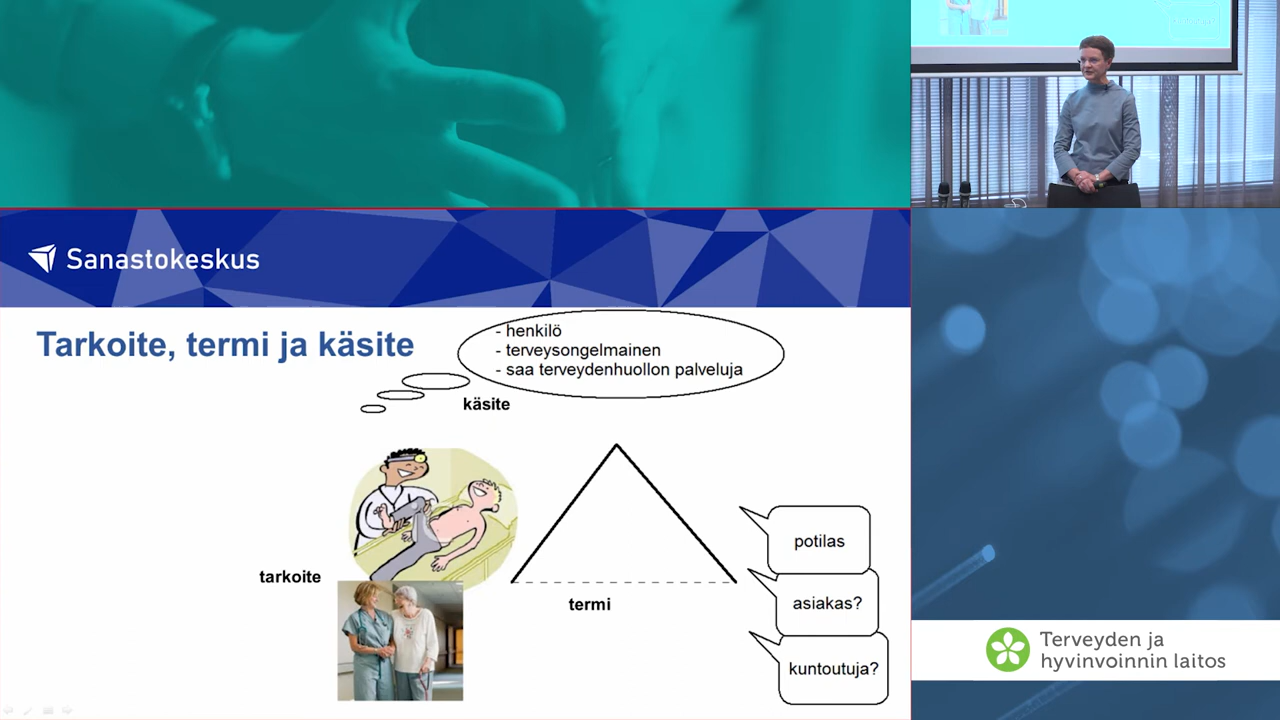 Sanastokeskus
Tarkoite, termi ja käsite
- henkilö
- terveysongelmainen
- saa terveydenhuollon palveluja
käsite
tarkoite
termi
potilas
asiakas?
kuntoutuja?
Terveyden ja
hyvinvoinnin laitos